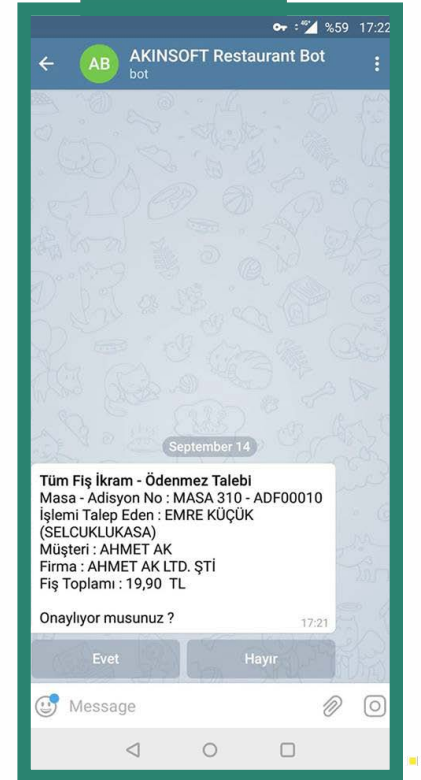 %59 17:22
AB
AKINSOFT Restaurant Bot
bot
September 14
Tüm Fiş İkram - Ödenmez Talebi
Masa - Adisyon No : MASA 310 - ADF00010
İşlemi Talep Eden : EMRE KÜÇÜK
(SELCUKLUKASA)
Müşteri : AHMET AK
Firma : AHMET AK LTD. ŞTİ
Fiş Toplamı : 19,90 TL
Onaylıyor musunuz ?
17:21
Evet Hayır
Message